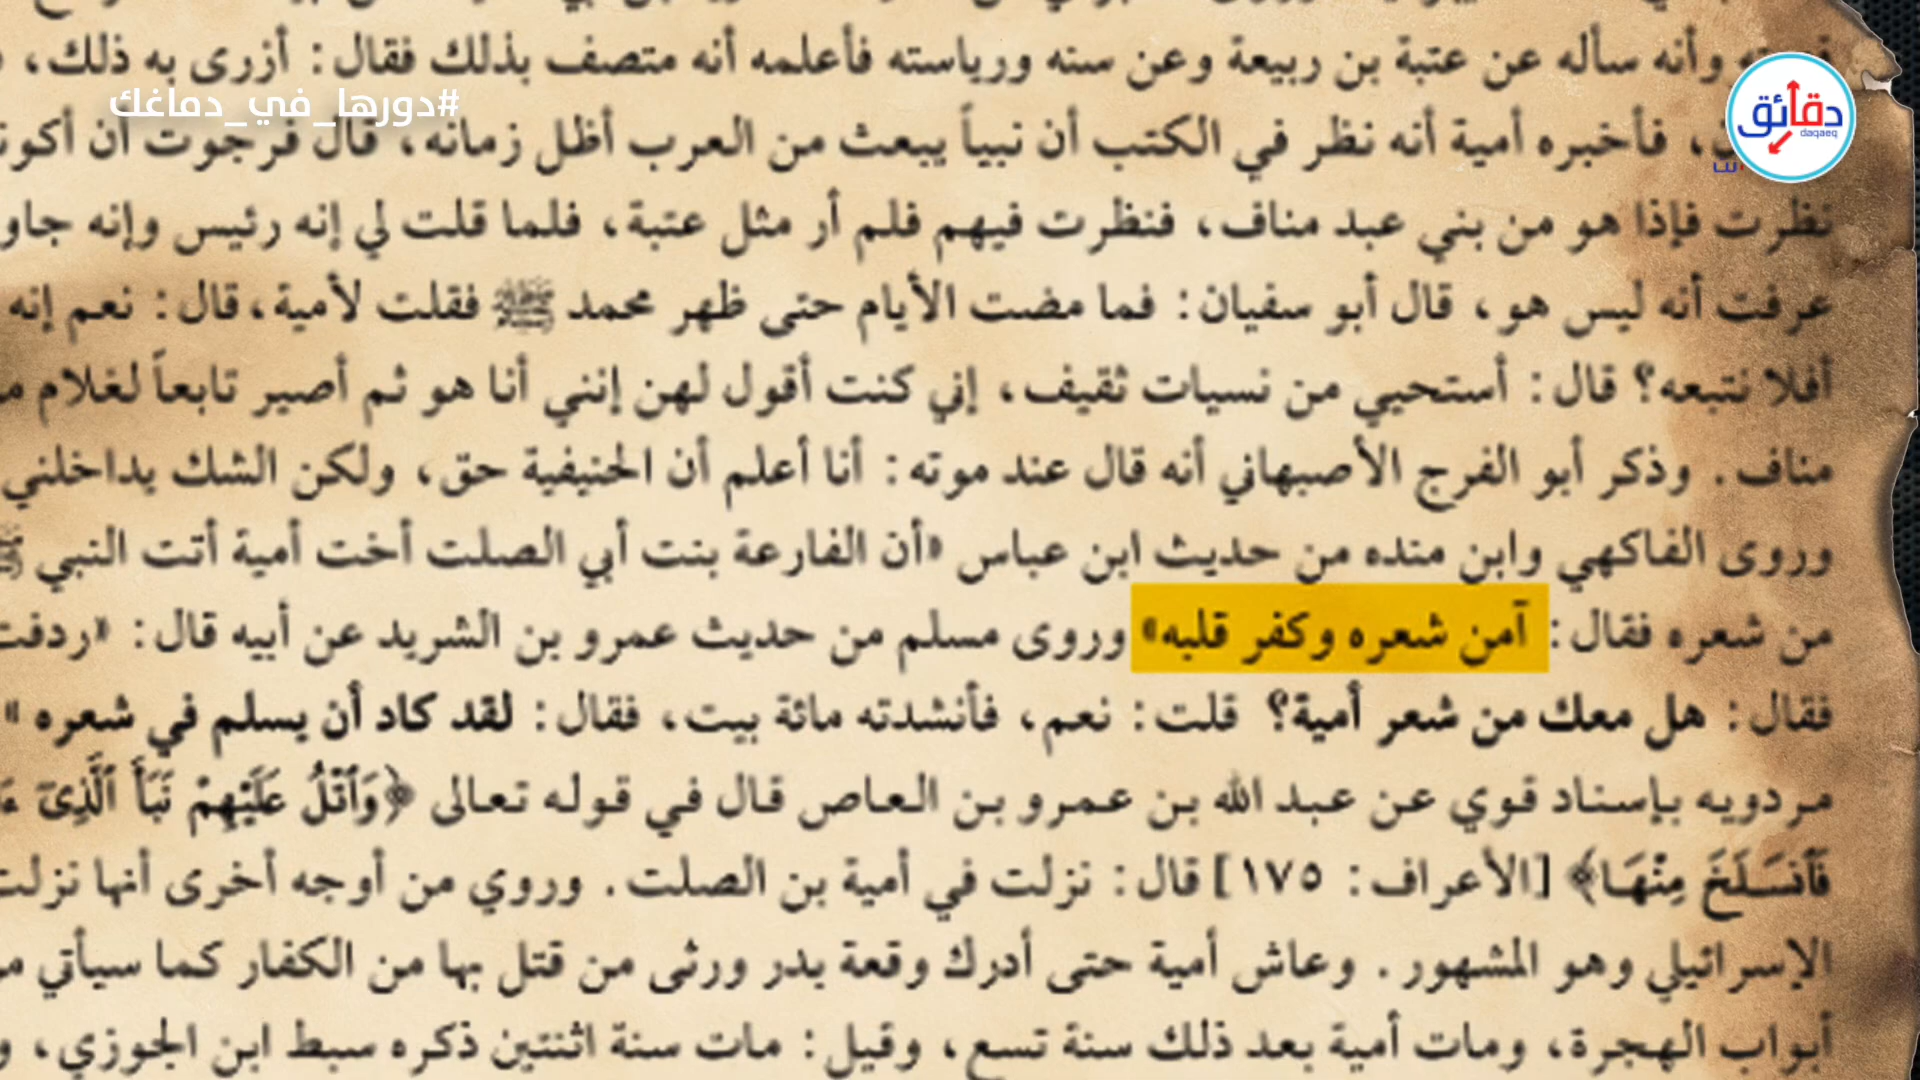 وأنه سأله عن عتبة بن ربيعة وعن سنه ورياسته فأعلمه أنه متصف بذلك فقال: أزرى به ذلك،
#دورها_في_دماغك
دقائق
daqaeq
نت
، فأخبره أمية أنه نظر في الكتب أن نبياً يبعث من العرب أظل زمانه، قال فرجوت أن أكون
نظرت فإذا هو من بني عبد مناف، فنظرت فيهم فلم أر مثل عتبة، فلما قلت لي إنه رئيس وإنه جاو
عرفت أنه ليس هو، قال أبو سفيان: فما مضت الأيام حتى ظهر محمد ﷺ فقلت لأمية، قال: نعم إنه
أفلا نتبعه؟ قال: أستحيي من نسيات ثقيف، إني كنت أقول لهن إنني أنا هو ثم أصير تابعاً لغلام
مناف. وذكر أبو الفرج الأصبهاني أنه قال عند موته: أنا أعلم أن الحنيفية حق، ولكن الشك يداخلني
وروى الفاكهي وابن منده من حديث ابن عباس «أن الفارعة بنت أبي الصلت أخت أمية أتت النبي ﷺ
من شعره فقال: آمن شعره وكفر قلبه» وروى مسلم من حديث عمرو بن الشريد عن أبيه قال: «ردفت
فقال: هل معك من شعر أمية؟ قلت: نعم، فأنشدته مائة بيت، فقال: لقد كاد أن يسلم في شعره»
مردويه بإسناد قوي عن عبد الله بن عمرو بن العاص قال في قوله تعالى ﴿وَٱتْلُ عَلَيْهِمْ نَبَأَ ٱلَّذِىٓ
فَٱنسَلَخَ مِنْهَا﴾ [الأعراف: ١٧٥] قال: نزلت في أمية بن الصلت. وروي من أوجه أخرى أنها نزلت
الإسرائيلي وهو المشهور. وعاش أمية حتى أدرك وقعة بدر ورثى من قتل بها من الكفار كما سيأتي
أبواب الهجرة، ومات أمية بعد ذلك سنة تسع، وقيل: مات سنة اثنتين ذكره سبط ابن الجوزي،